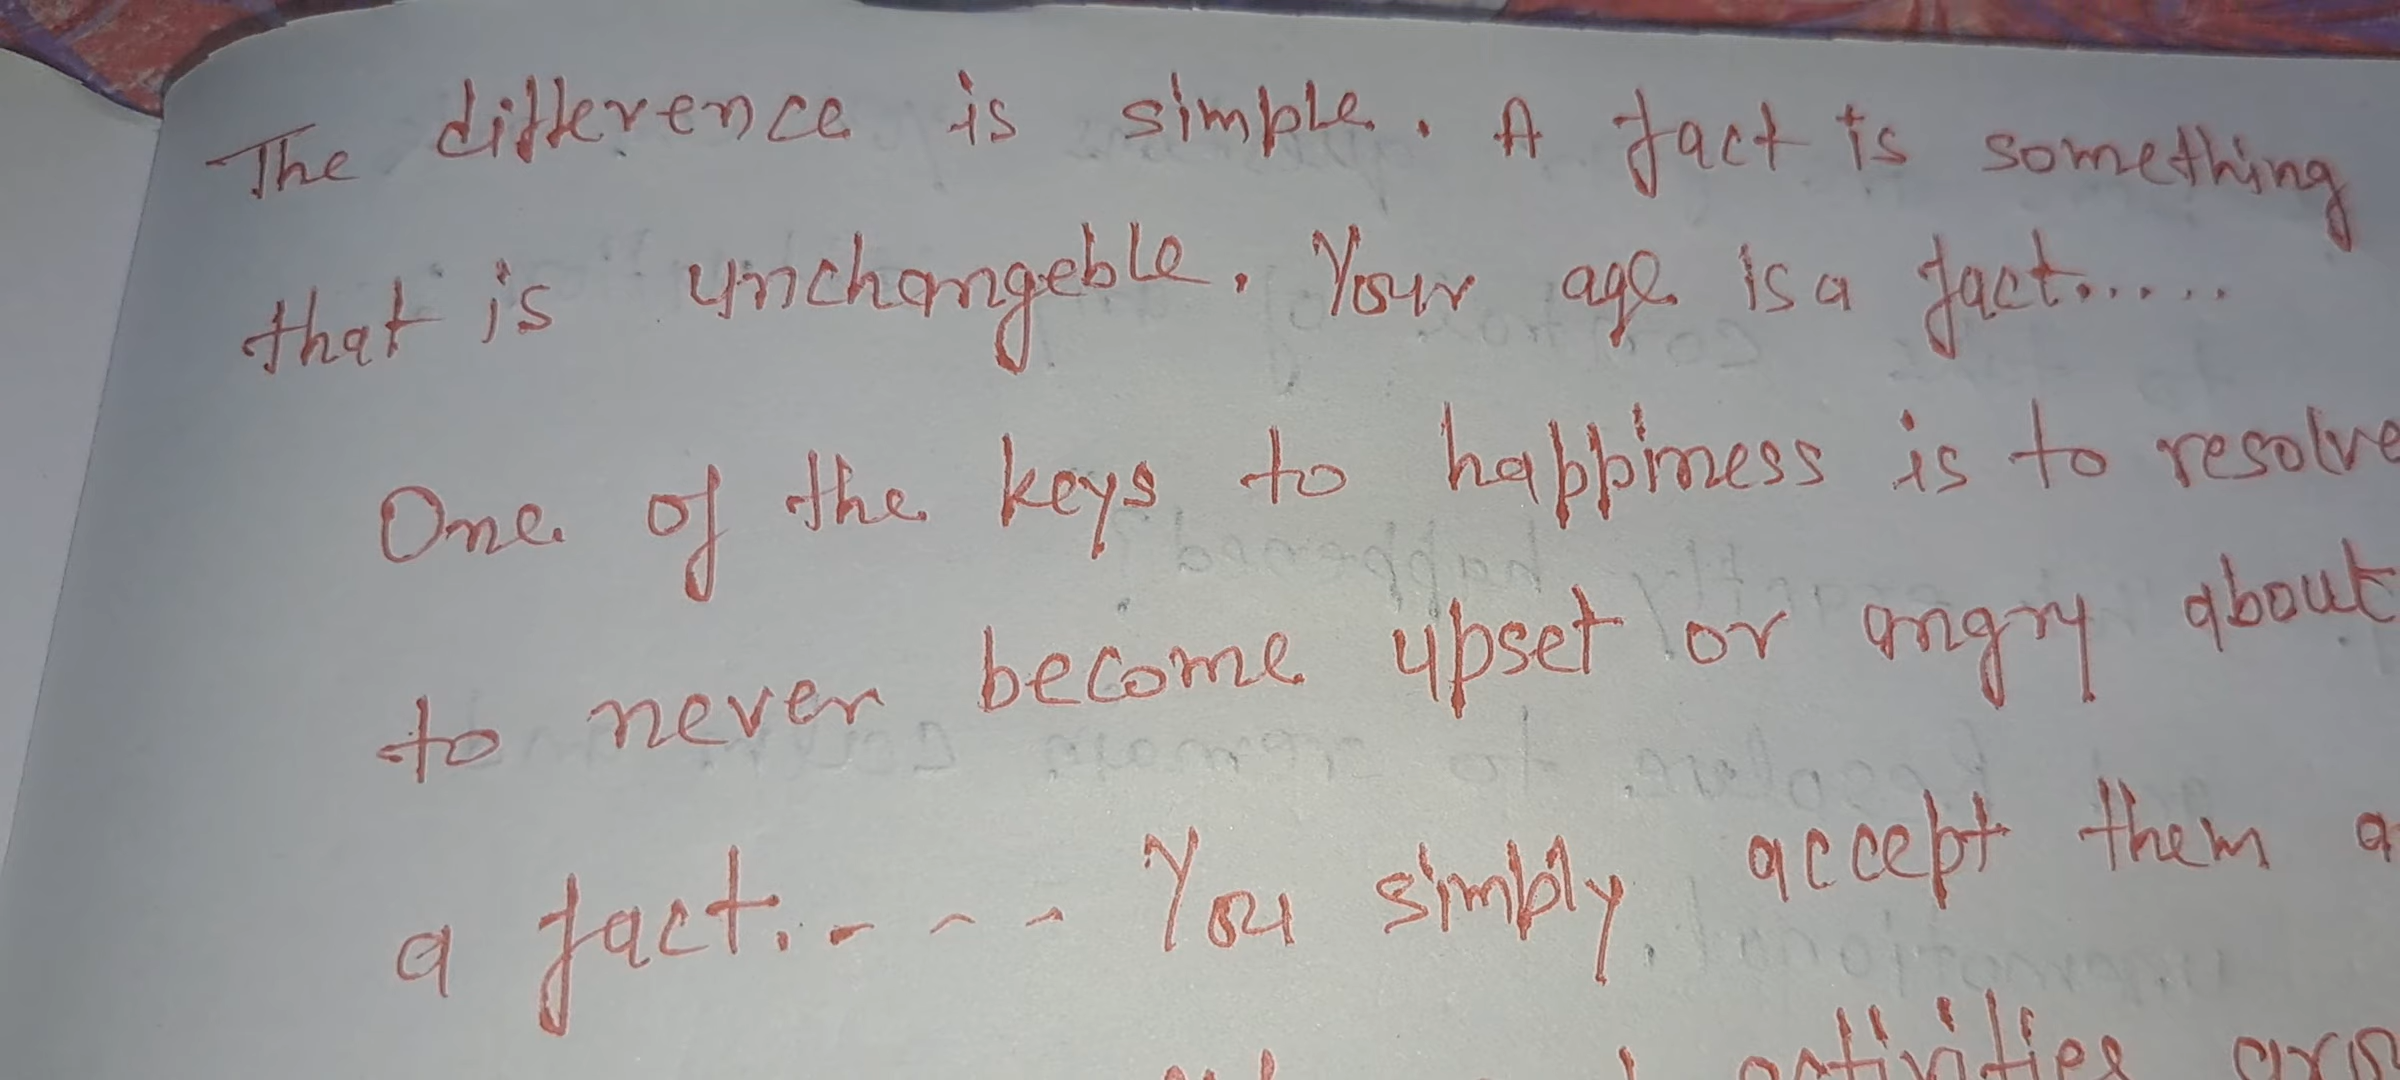 The difference is simple. A fact is something
that is unchangeble. Your age is a fact.....
One of the keys to happiness is to resolve
to never become upset or angry about
a fact. - - - - You simply accept them a
activities